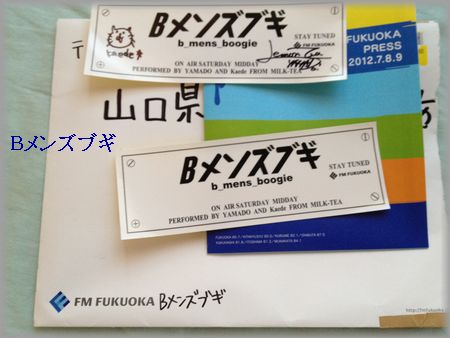 Bメンズブギ
b_mens_boogie
STAY TUNED
FM FUKUOKA
kaede
ON AIR SATURDAY MIDDAY
PERFORMED BY YAMADO AND Kaede FROM MILK-TEA
FUKUOKA
PRESS
2012.7.8.9
山口県
Bメンズブギ
Bメンズブギ
b_mens_boogie
STAY TUNED
FM FUKUOKA
ON AIR SATURDAY MIDDAY
PERFORMED BY YAMADO AND Kaede FROM MILK-TEA
FM FUKUOKA Bメンズブギ
http://fmfukuoka